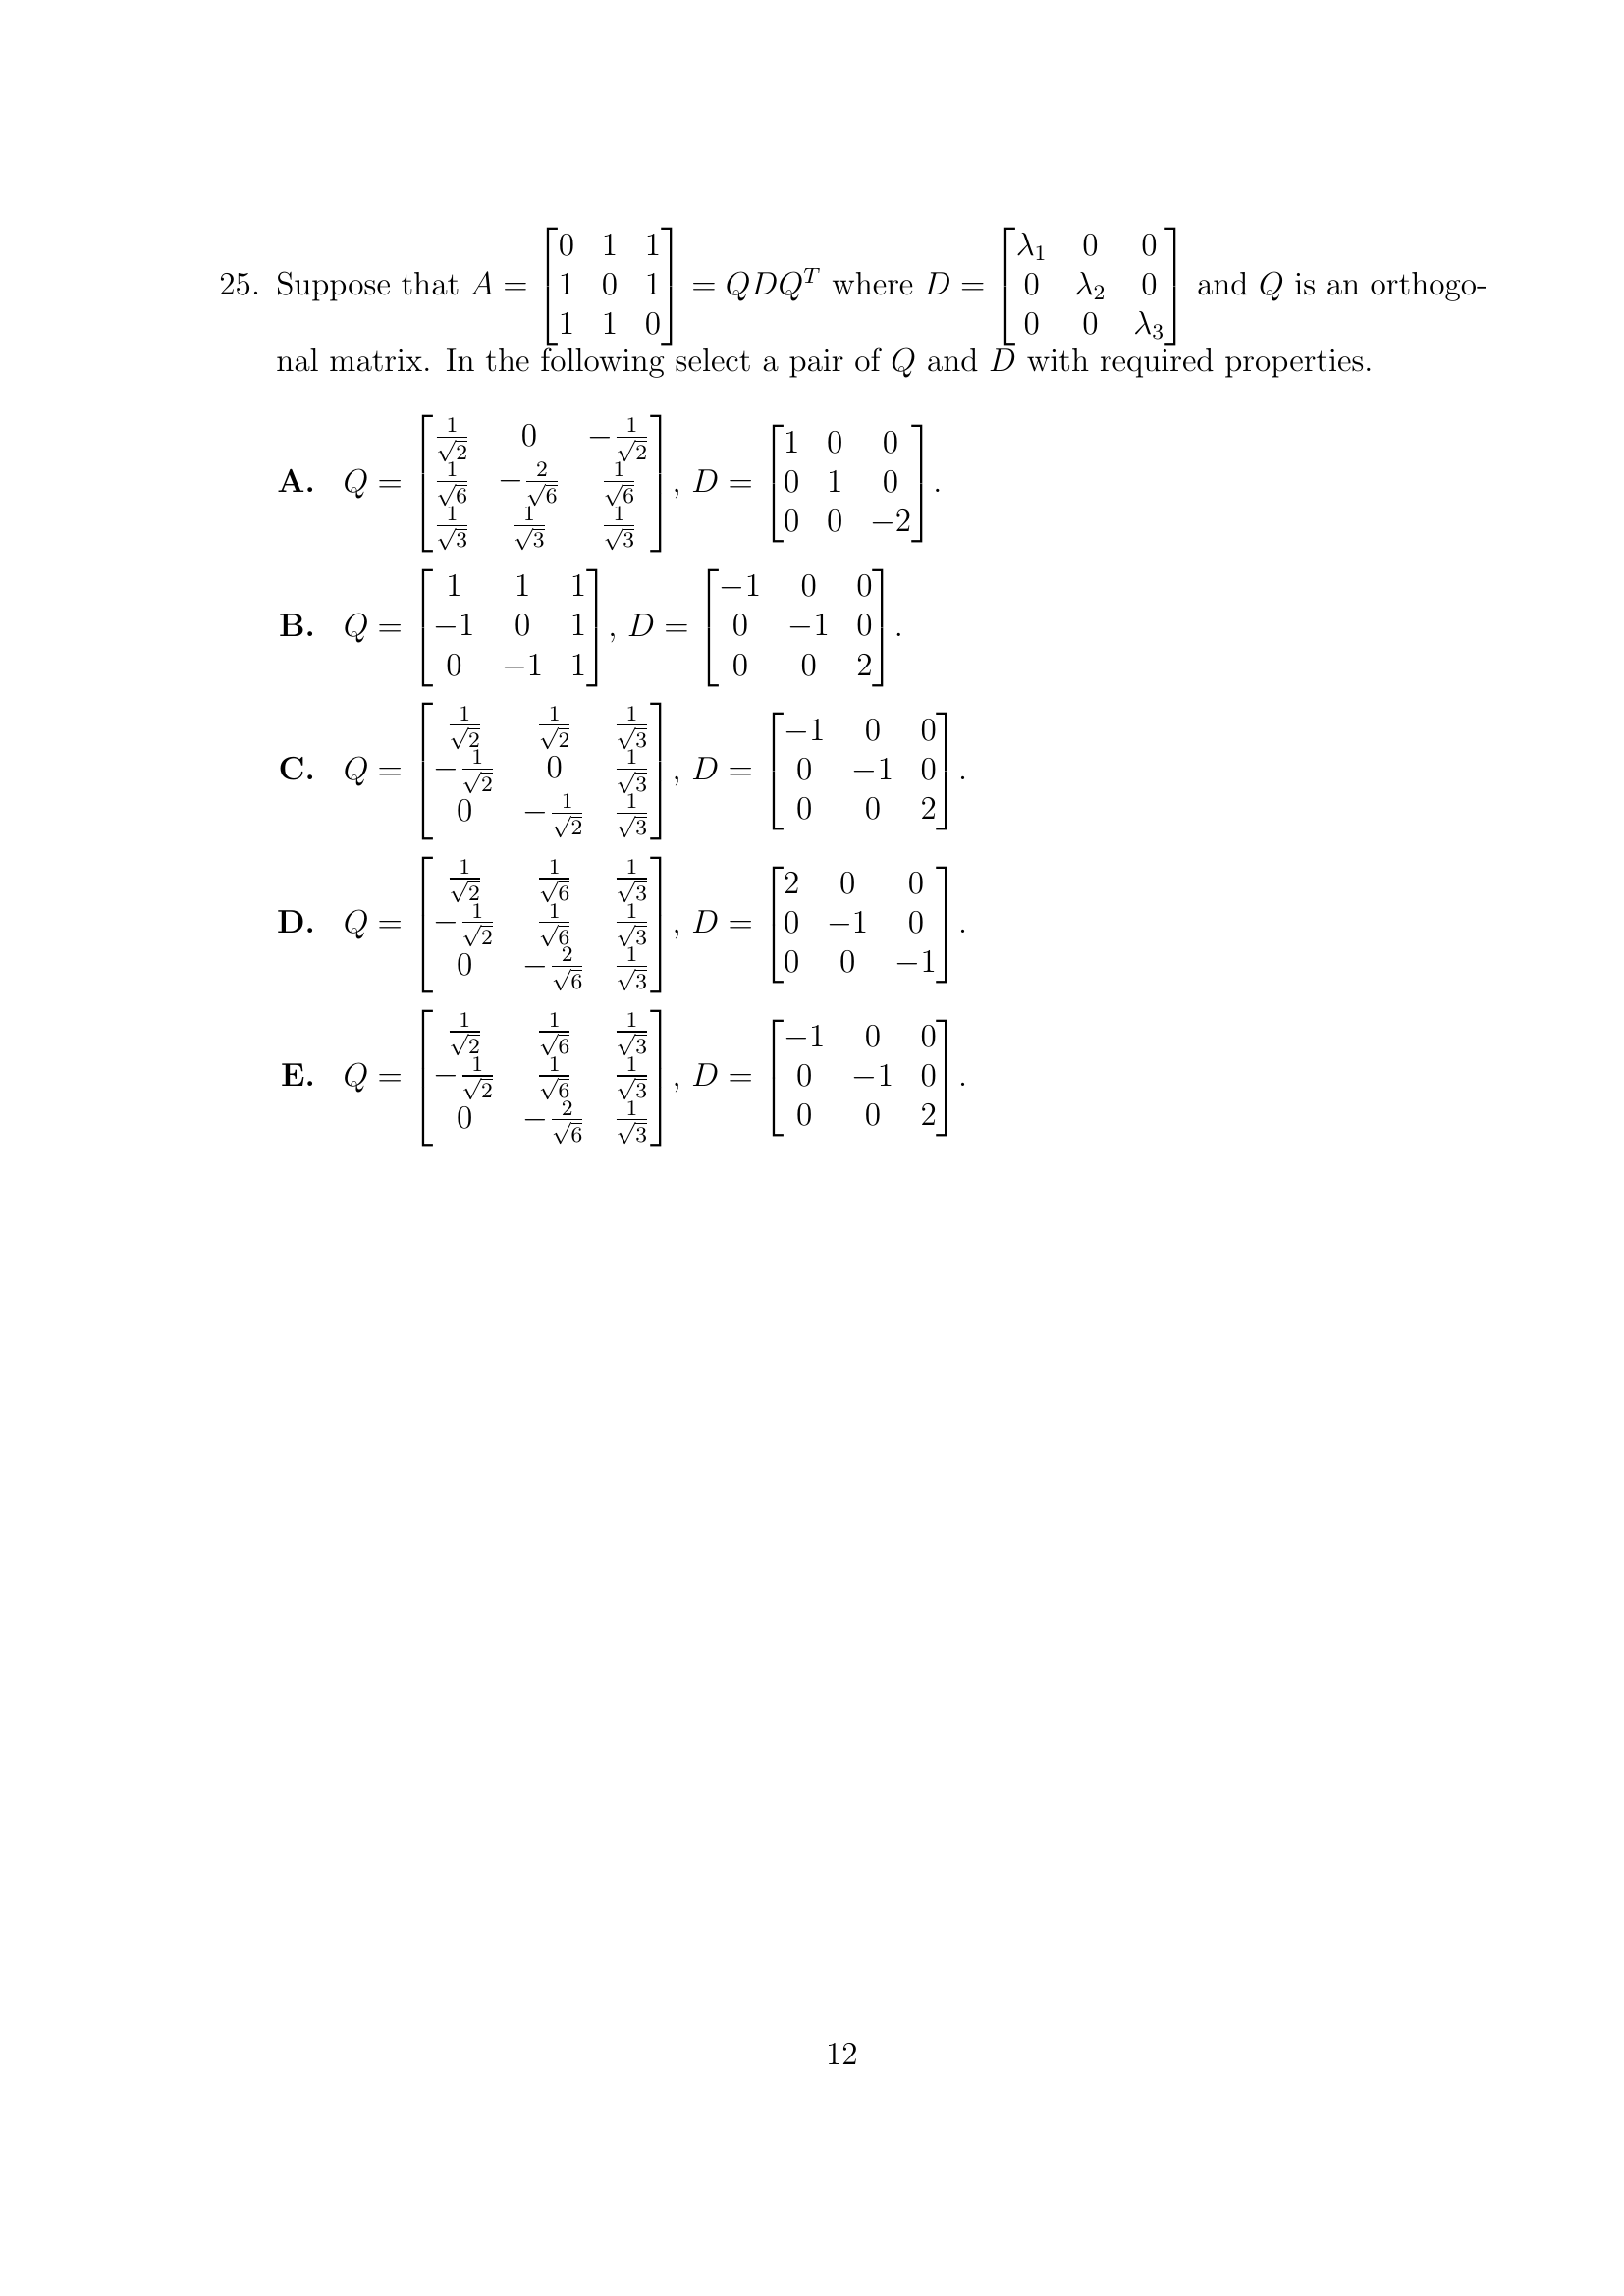 25. Suppose that $A = \begin{bmatrix} 0 & 1 & 1 \\ 1 & 0 & 1 \\ 1 & 1 & 0 \end{bmatrix} = QDQ^T$ where $D = \begin{bmatrix} \lambda_1 & 0 & 0 \\ 0 & \lambda_2 & 0 \\ 0 & 0 & \lambda_3 \end{bmatrix}$ and $Q$ is an orthogo-
nal matrix. In the following select a pair of $Q$ and $D$ with required properties.
A. $Q = \begin{bmatrix} \frac{1}{\sqrt{2}} & 0 & -\frac{1}{\sqrt{2}} \\ \frac{1}{\sqrt{6}} & -\frac{2}{\sqrt{6}} & \frac{1}{\sqrt{6}} \\ \frac{1}{\sqrt{3}} & \frac{1}{\sqrt{3}} & \frac{1}{\sqrt{3}} \end{bmatrix}$, $D = \begin{bmatrix} 1 & 0 & 0 \\ 0 & 1 & 0 \\ 0 & 0 & -2 \end{bmatrix}$.
B. $Q = \begin{bmatrix} 1 & 1 & 1 \\ -1 & 0 & 1 \\ 0 & -1 & 1 \end{bmatrix}$, $D = \begin{bmatrix} -1 & 0 & 0 \\ 0 & -1 & 0 \\ 0 & 0 & 2 \end{bmatrix}$.
C. $Q = \begin{bmatrix} \frac{1}{\sqrt{2}} & \frac{1}{\sqrt{2}} & \frac{1}{\sqrt{3}} \\ -\frac{1}{\sqrt{2}} & 0 & \frac{1}{\sqrt{3}} \\ 0 & -\frac{1}{\sqrt{2}} & \frac{1}{\sqrt{3}} \end{bmatrix}$, $D = \begin{bmatrix} -1 & 0 & 0 \\ 0 & -1 & 0 \\ 0 & 0 & 2 \end{bmatrix}$.
D. $Q = \begin{bmatrix} \frac{1}{\sqrt{2}} & \frac{1}{\sqrt{6}} & \frac{1}{\sqrt{3}} \\ -\frac{1}{\sqrt{2}} & \frac{1}{\sqrt{6}} & \frac{1}{\sqrt{3}} \\ 0 & -\frac{2}{\sqrt{6}} & \frac{1}{\sqrt{3}} \end{bmatrix}$, $D = \begin{bmatrix} 2 & 0 & 0 \\ 0 & -1 & 0 \\ 0 & 0 & -1 \end{bmatrix}$.
E. $Q = \begin{bmatrix} \frac{1}{\sqrt{2}} & \frac{1}{\sqrt{6}} & \frac{1}{\sqrt{3}} \\ -\frac{1}{\sqrt{2}} & \frac{1}{\sqrt{6}} & \frac{1}{\sqrt{3}} \\ 0 & -\frac{2}{\sqrt{6}} & \frac{1}{\sqrt{3}} \end{bmatrix}$, $D = \begin{bmatrix} -1 & 0 & 0 \\ 0 & -1 & 0 \\ 0 & 0 & 2 \end{bmatrix}$.
12